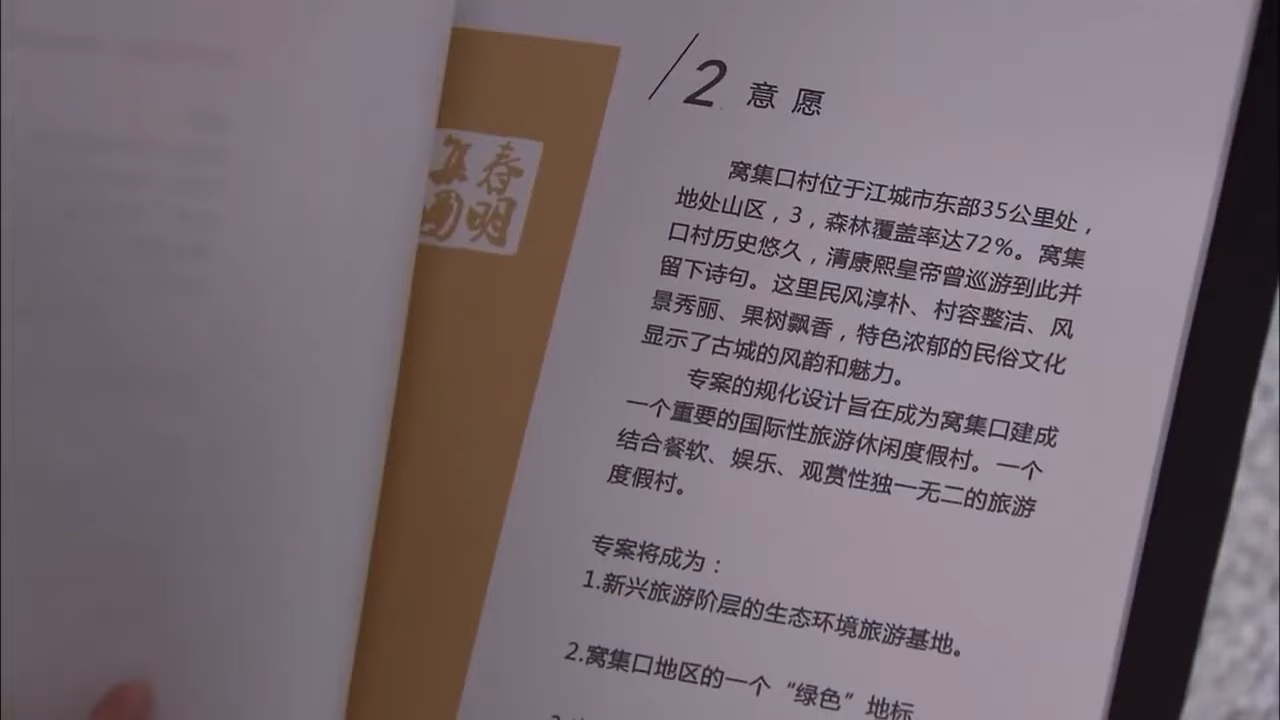 春明
集团
/2 意愿
窝集口村位于江城市东部35公里处，
地处山区，3，森林覆盖率达72%。窝集
口村历史悠久，清康熙皇帝曾巡游到此并
留下诗句。这里民风淳朴、村容整洁、风
景秀丽、果树飘香，特色浓郁的民俗文化
显示了古城的风韵和魅力。
专案的规化设计旨在成为窝集口建成
一个重要的国际性旅游休闲度假村。一个
结合餐软、娱乐、观赏性独一无二的旅游
度假村。
专案将成为：
1.新兴旅游阶层的生态环境旅游基地。
2.窝集口地区的一个“绿色”地标